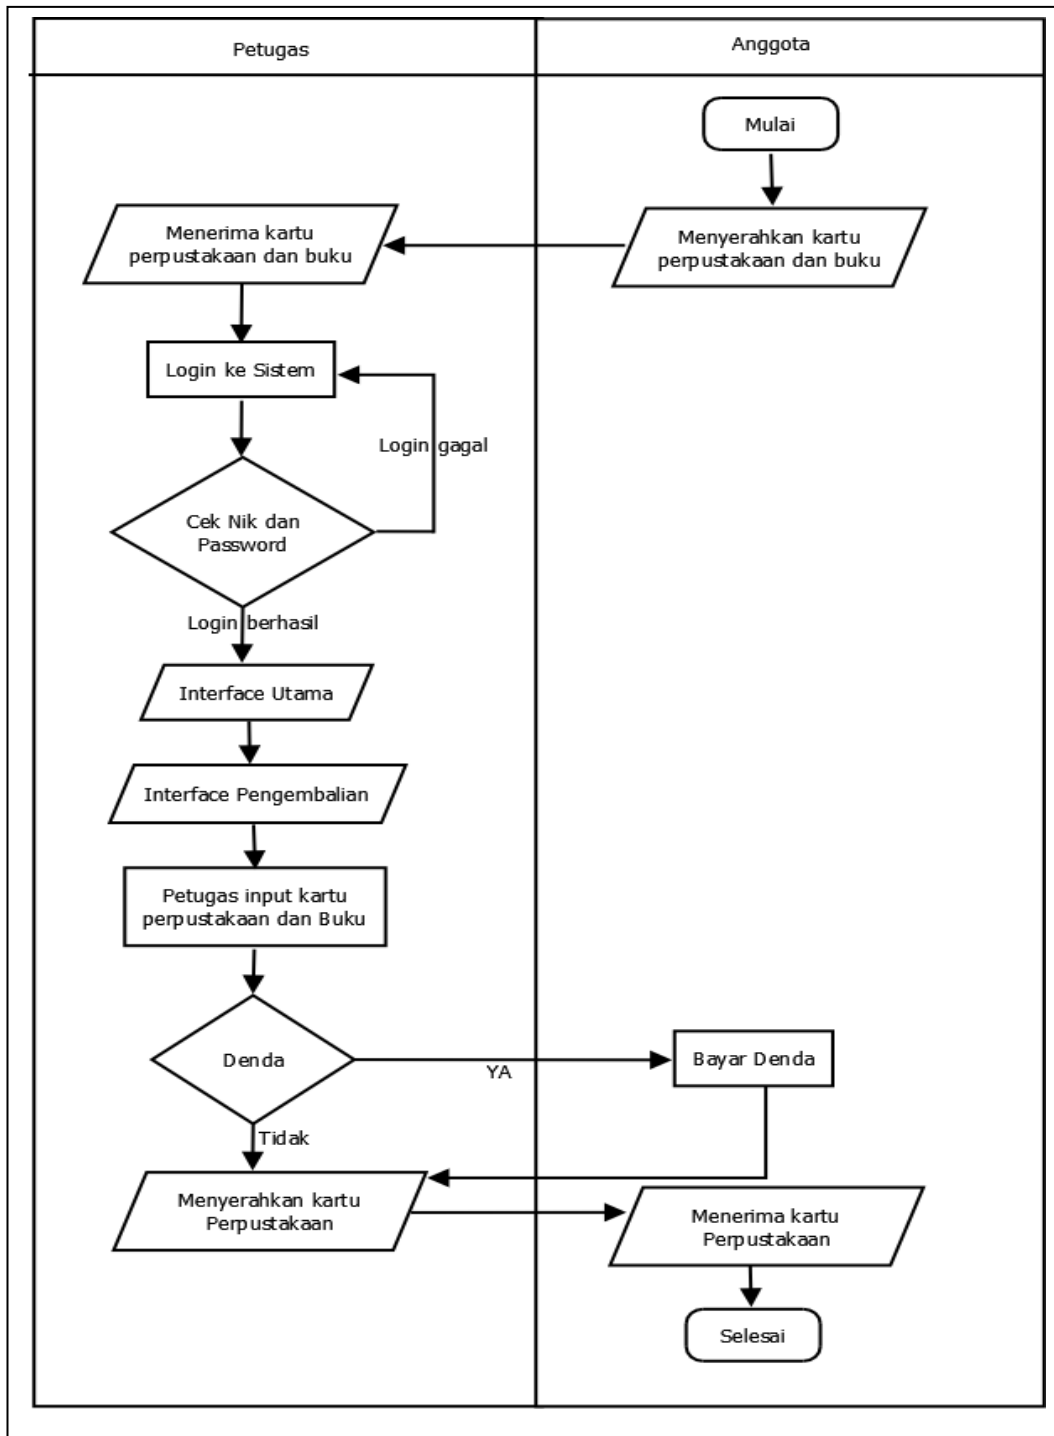 Petugas
Anggota
Mulai
Menyerahkan kartu
perpustakaan dan buku
Menerima kartu
perpustakaan dan buku
Login ke Sistem
Login gagal
Cek Nik dan
Password
Login berhasil
Interface Utama
Interface Pengembalian
Petugas input kartu
perpustakaan dan Buku
Denda
YA
Bayar Denda
Tidak
Menyerahkan kartu
Perpustakaan
Menerima kartu
Perpustakaan
Selesai